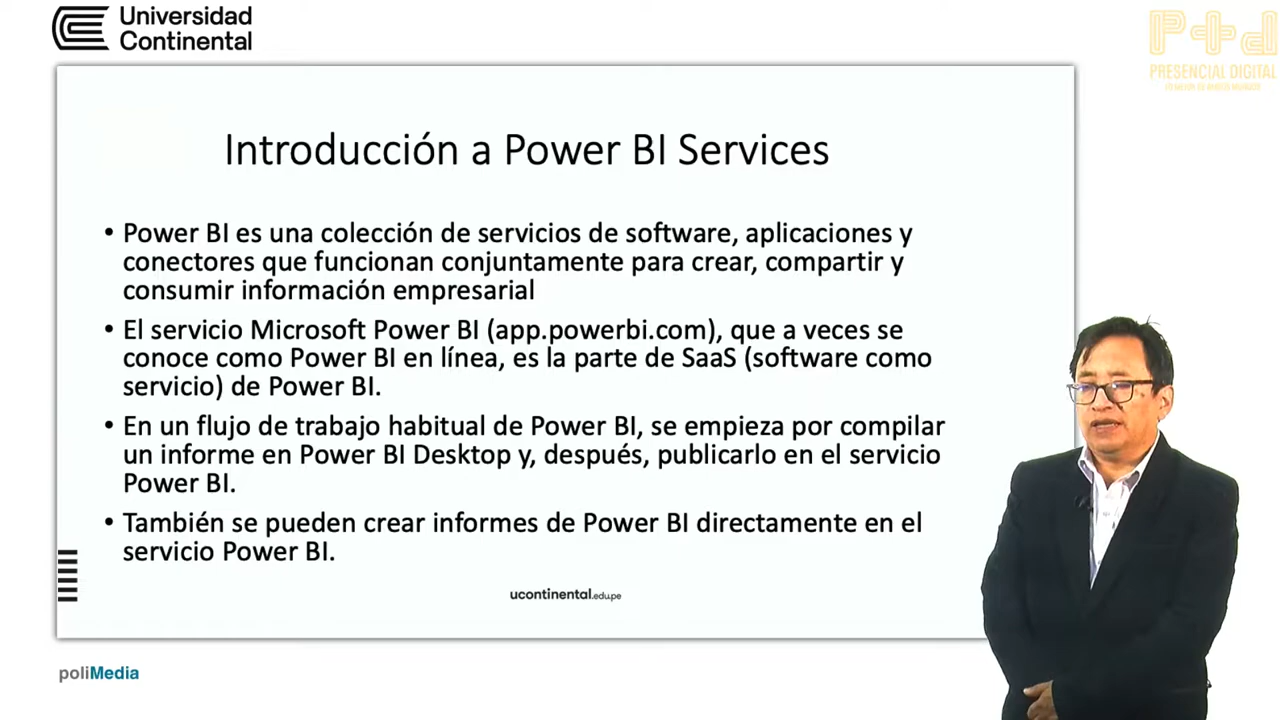 Universidad
Continental
PRESENCIAL DIGITAL
Introducción a Power BI Services
• Power BI es una colección de servicios de software, aplicaciones y
conectores que funcionan conjuntamente para crear, compartir y
consumir información empresarial
• El servicio Microsoft Power BI (app.powerbi.com), que a veces se
conoce como Power BI en línea, es la parte de SaaS (software como
servicio) de Power BI.
• En un flujo de trabajo habitual de Power BI, se empieza por compilar
un informe en Power BI Desktop y, después, publicarlo en el servicio
Power BI.
• También se pueden crear informes de Power BI directamente en el
servicio Power BI.
ucontinental.edu.pe
poliMedia